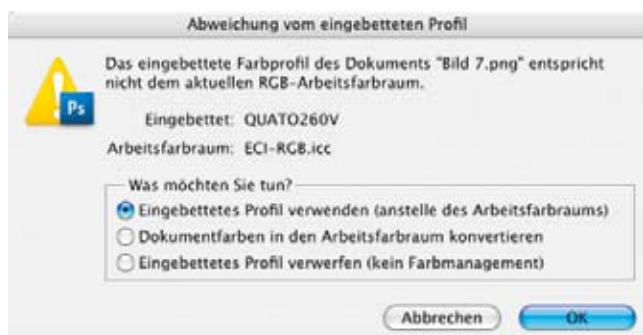 Abweichung vom eingebetteten Profil
Das eingebettete Farbprofil des Dokuments "Bild 7.png" entspricht
nicht dem aktuellen RGB-Arbeitsfarbraum.
Ps
Eingebettet: QUATO260V
Arbeitsfarbraum: ECI-RGB.icc
Was möchten Sie tun?
Eingebettetes Profil verwenden (anstelle des Arbeitsfarbraums)
Dokumentfarben in den Arbeitsfarbraum konvertieren
Eingebettetes Profil verwerfen (kein Farbmanagement)
Abbrechen OK